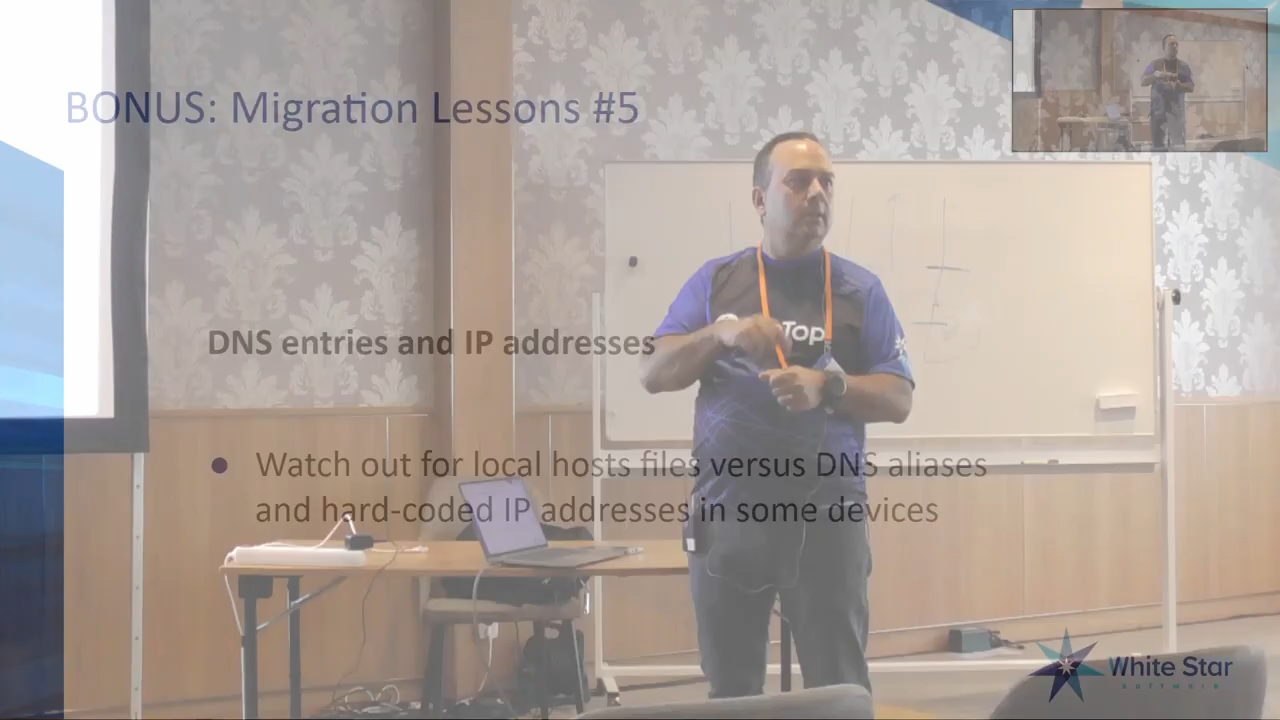 BONUS: Migration Lessons #5
DNS entries and IP addresses
Watch out for local hosts files versus DNS aliases
and hard-coded IP addresses in some devices
White Star
SOFTWARE